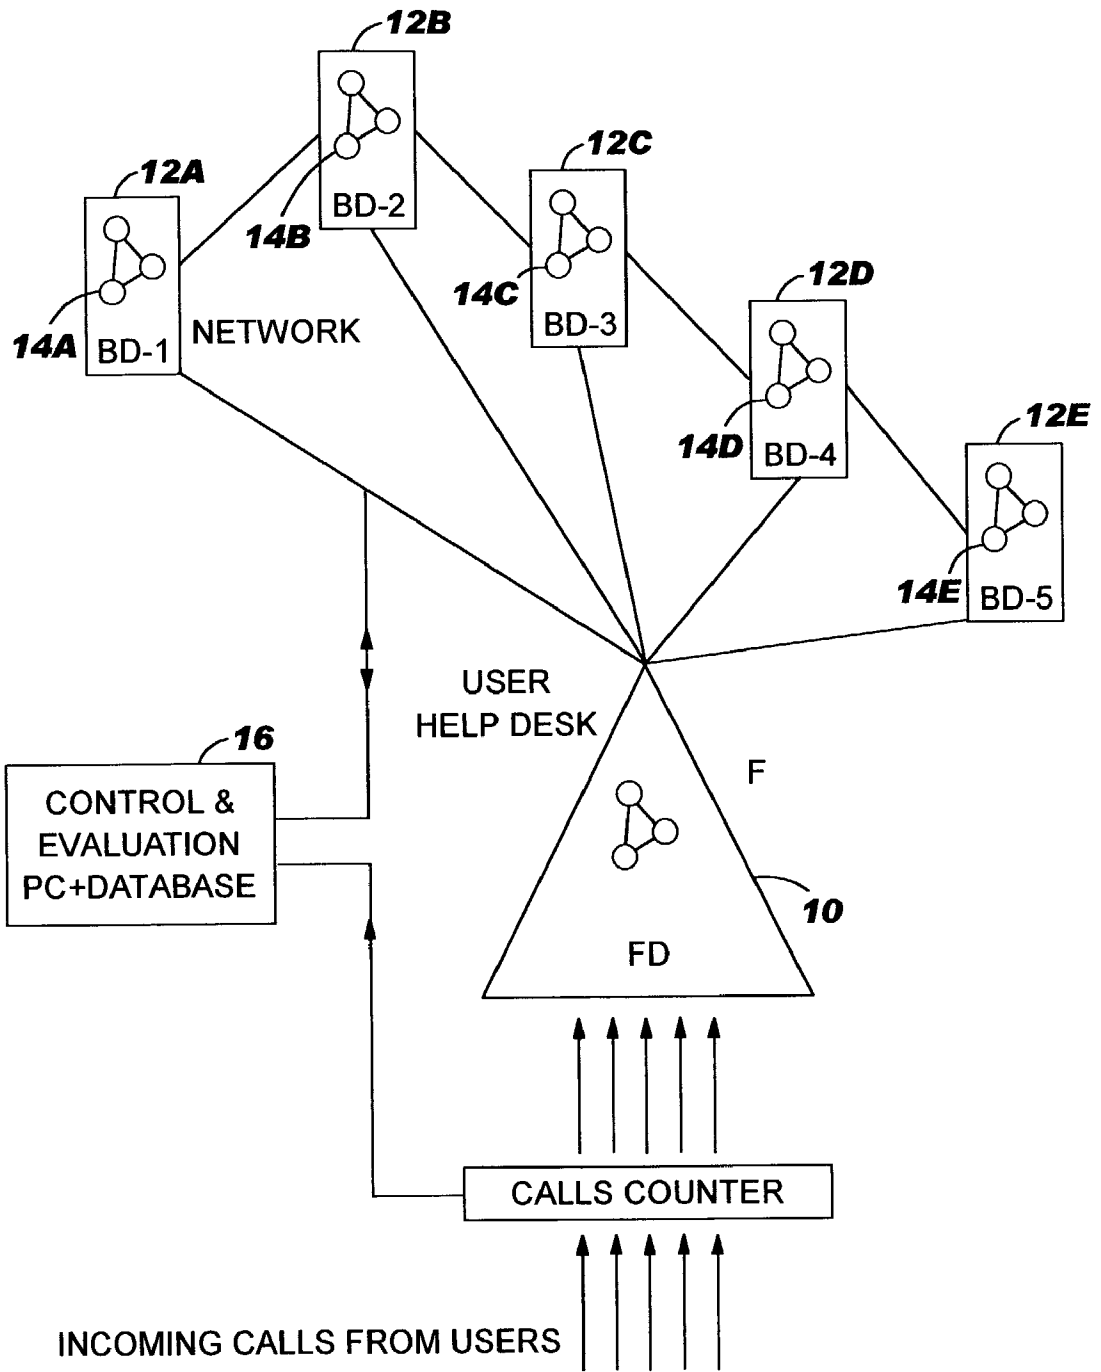 12B
12A
12C
BD-2
14B
12D
14C
BD-3
14A
BD-1
NETWORK
12E
14D
BD-4
14E
BD-5
USER
HELP DESK
16
F
CONTROL &
EVALUATION
PC+DATABASE
10
FD
CALLS COUNTER
INCOMING CALLS FROM USERS